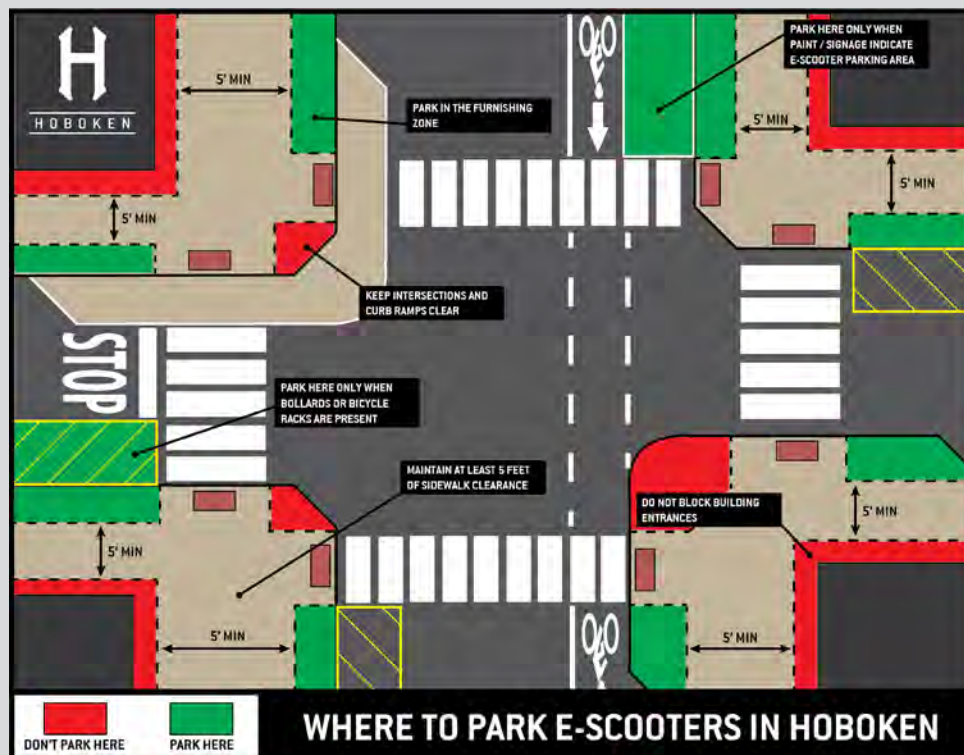 H
HOBOKEN
5' MIN
PARK IN THE FURNISHING
ZONE
PARK HERE ONLY WHEN
PAINT / SIGNAGE INDICATE
E-SCOOTER PARKING AREA
5' MIN
5' MIN
5' MIN
KEEP INTERSECTIONS AND
CURB RAMPS CLEAR
STOP
PARK HERE ONLY WHEN
BOLLARDS OR BICYCLE
RACKS ARE PRESENT
MAINTAIN AT LEAST 5 FEET
OF SIDEWALK CLEARANCE
DO NOT BLOCK BUILDING
ENTRANCES
5' MIN
5' MIN
5' MIN
5' MIN
DON'T PARK HERE
PARK HERE
WHERE TO PARK E-SCOOTERS IN HOBOKEN